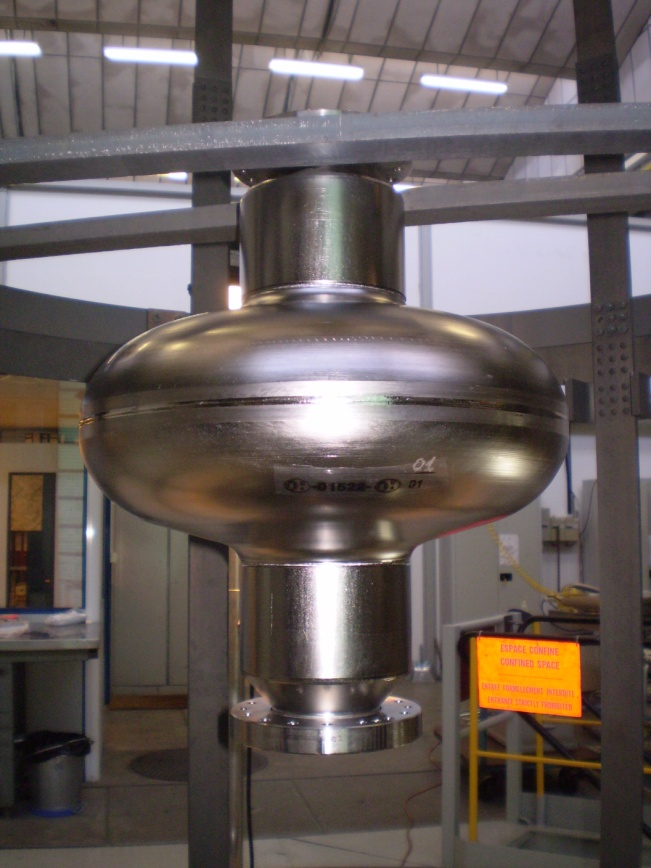 01
-01522-
01
ESPACE CONFINE
CONFINED SPACE
ENTREE FORMELLEMENT INTERDITE
ENTRANCE STRICTLY PROHIBITED